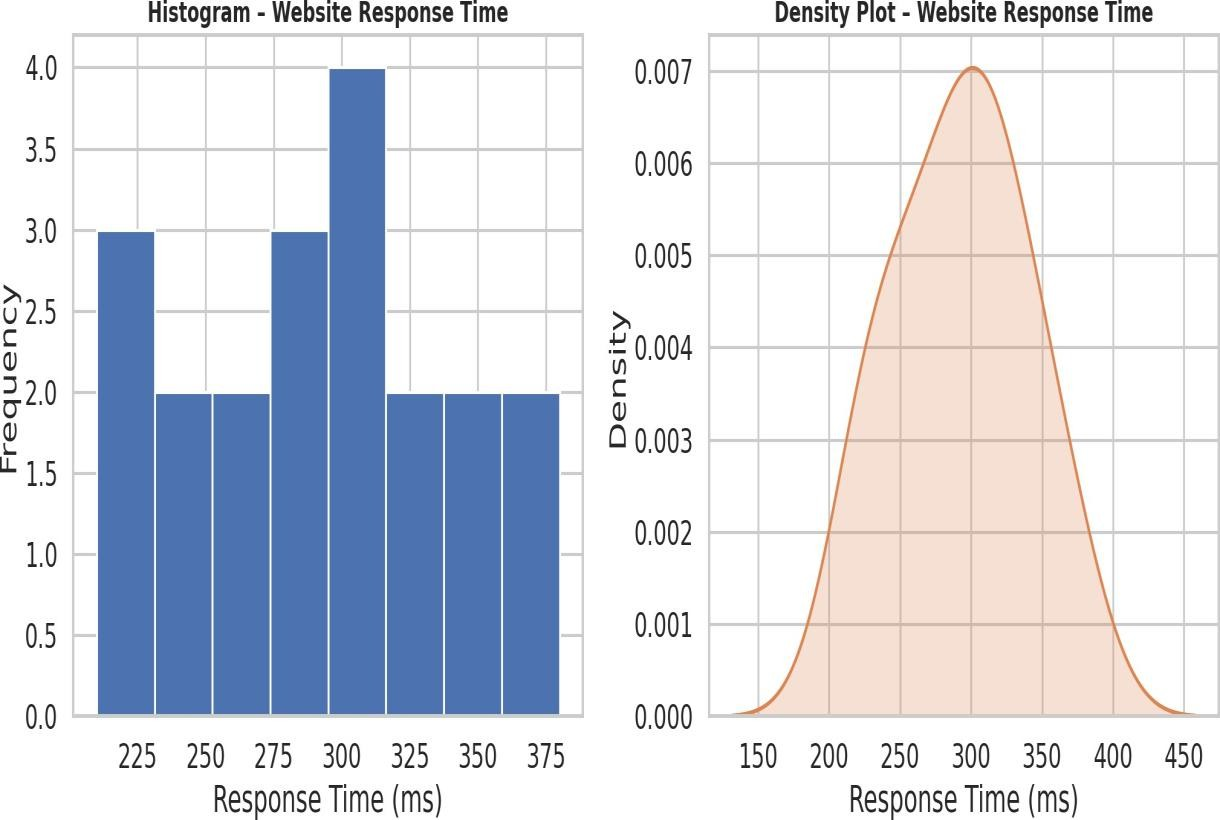 Histogram – Website Response Time
4.0
3.5
3.0
2.5
2.0
1.5
1.0
0.5
0.0
Frequency
225 250 275 300 325 350 375
Response Time (ms)
Density Plot – Website Response Time
0.007
0.006
0.005
0.004
0.003
0.002
0.001
0.000
Density
150 200 250 300 350 400 450
Response Time (ms)